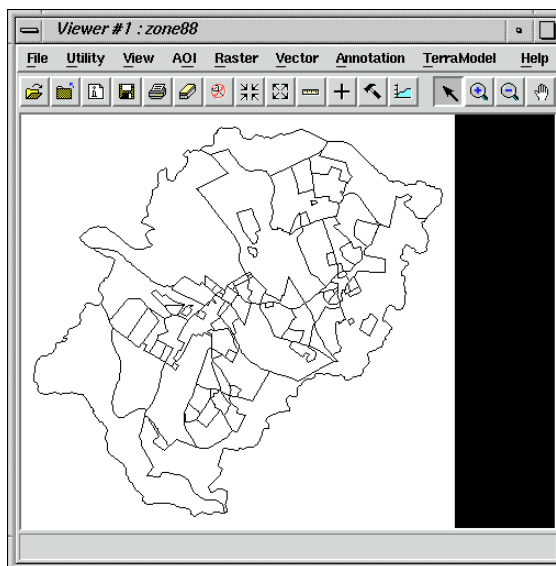 Viewer #1 : zone88
File Utility View AOI Raster Vector Annotation TerraModel Help